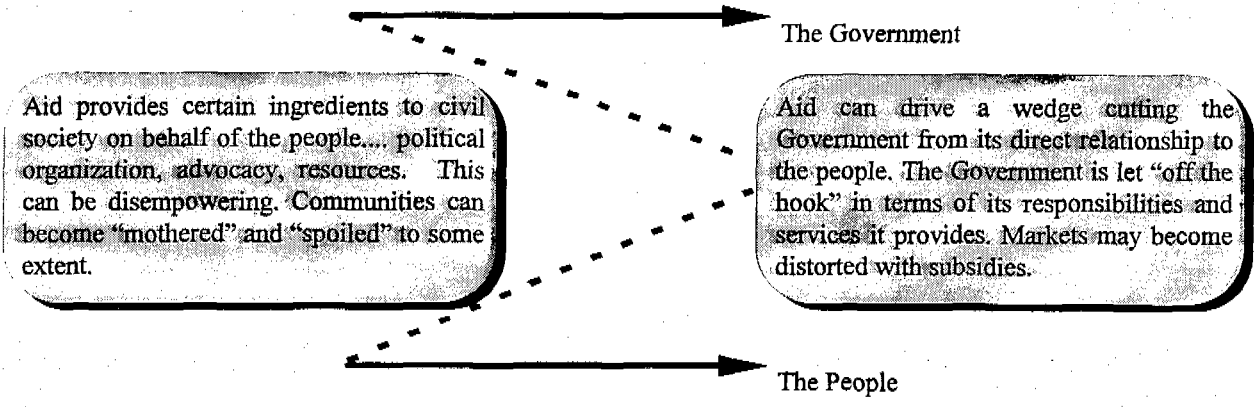 The Government
Aid provides certain ingredients to civil
society on behalf of the people.... political
organization, advocacy, resources. This
can be disempowering. Communities can
become “mothered” and “spoiled” to some
extent.
Aid can drive a wedge cutting the
Government from its direct relationship to
the people. The Government is let “off the
hook” in terms of its responsibilities and
services it provides. Markets may become
distorted with subsidies.
The People